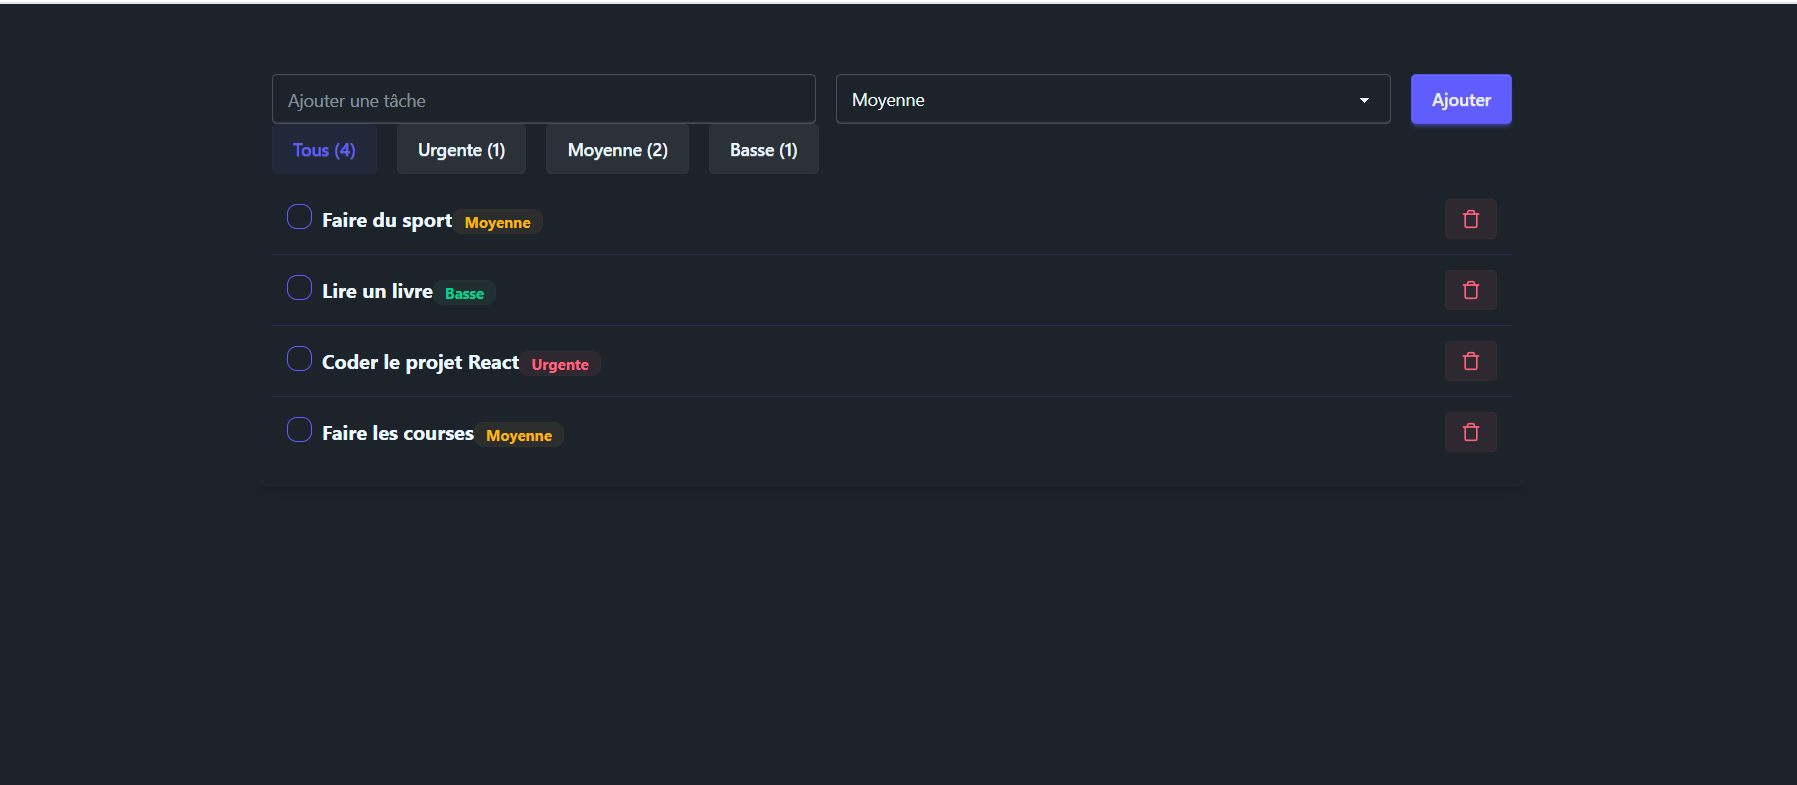 Ajouter une tâche Moyenne Ajouter
Tous (4) Urgente (1) Moyenne (2) Basse (1)
Faire du sport Moyenne
Lire un livre Basse
Coder le projet React Urgente
Faire les courses Moyenne